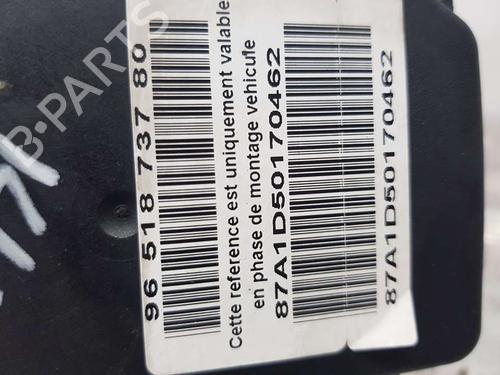 96 518 737 80
Cette reference est uniquement valable
en phase de montage vehicule
87A1D50170462
87A1D50170462
B-PARTS